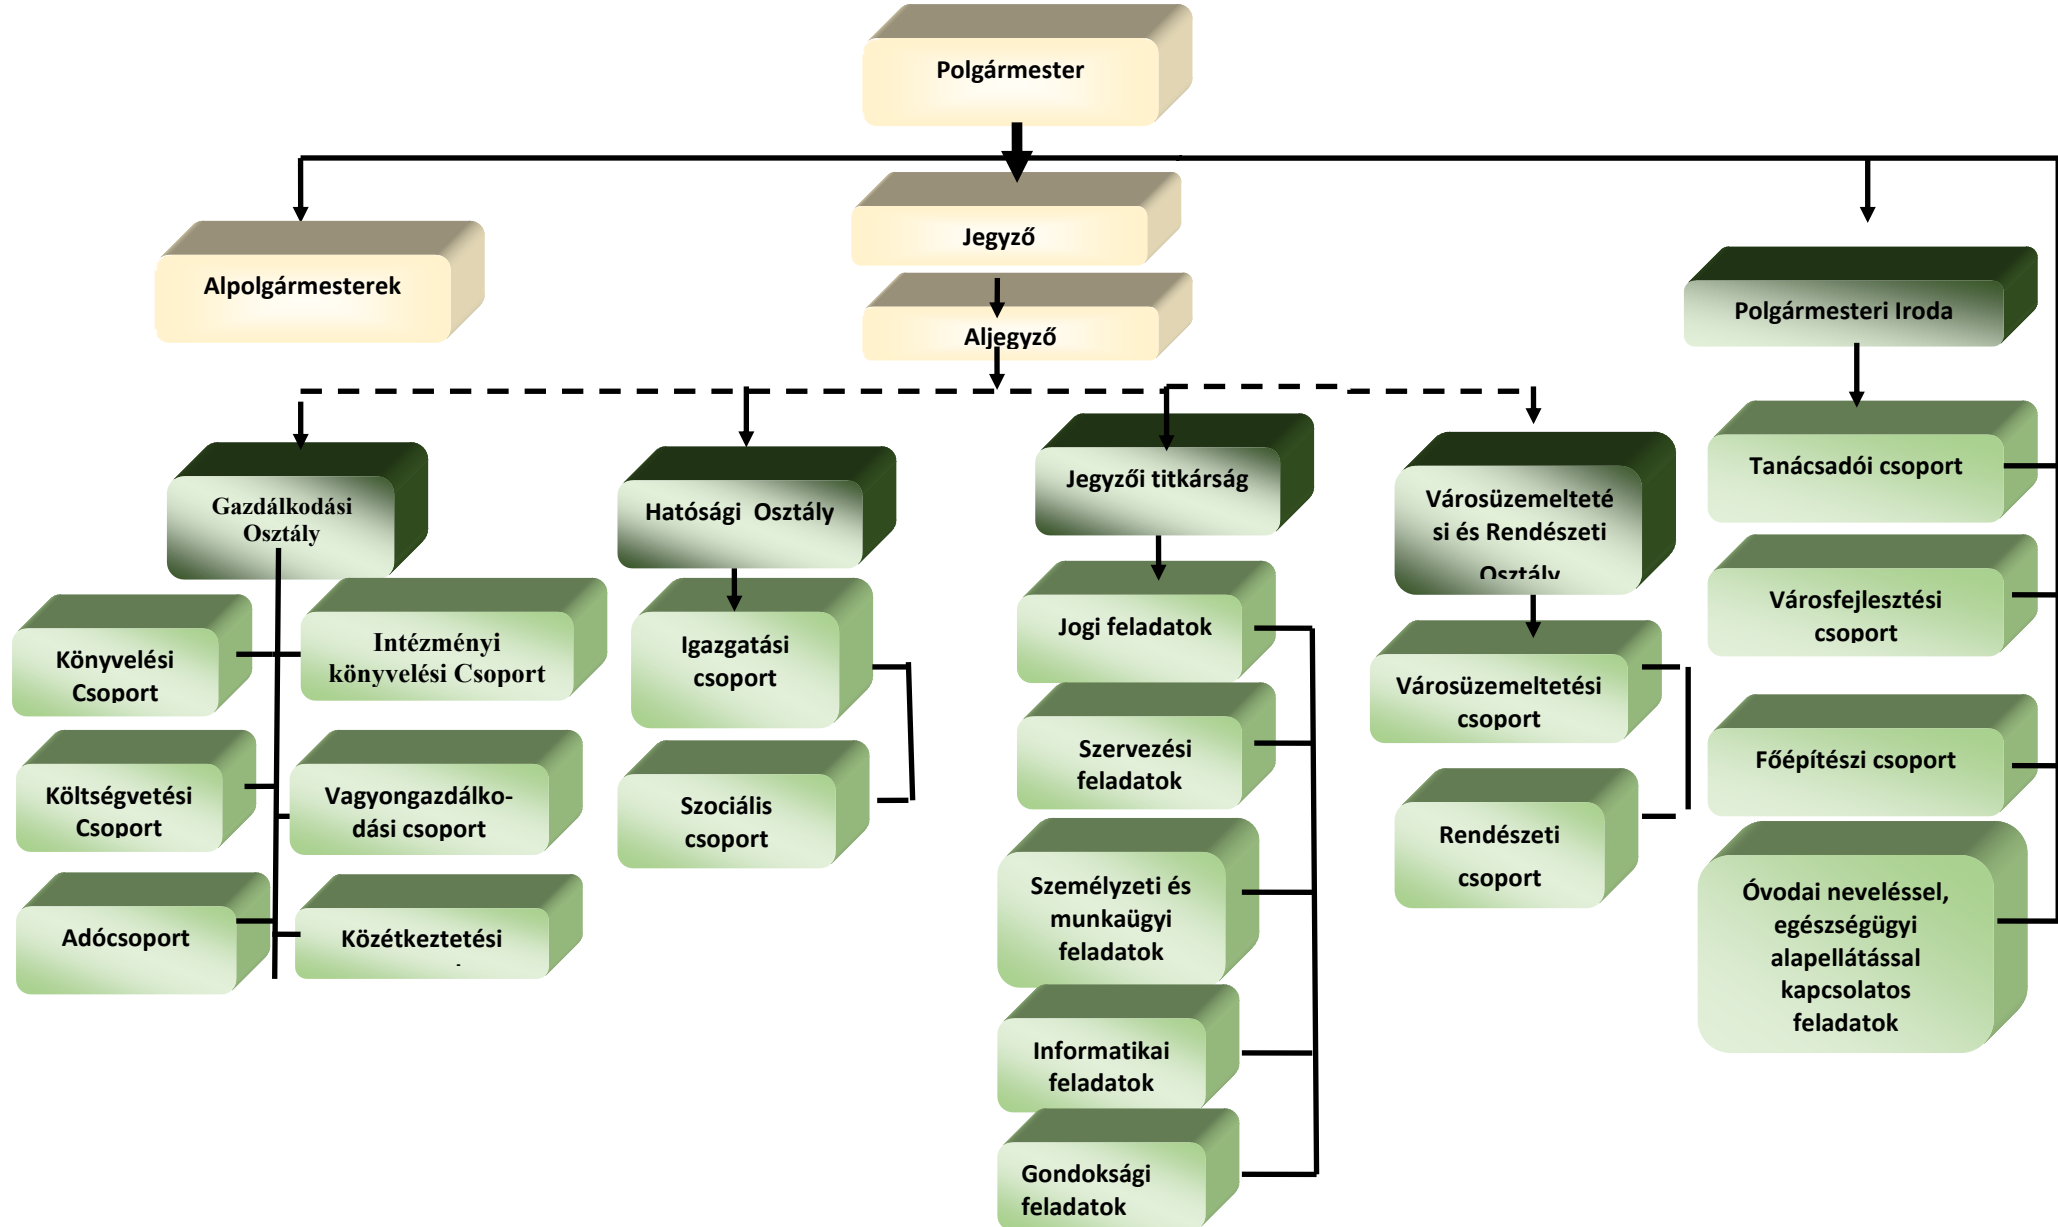 Polgármester
Jegyző
Alpolgármesterek
Polgármesteri Iroda
Aljegyző
Gazdálkodási
Osztály
Hatósági Osztály
Jegyzői titkárság
Városüzemelteté
si és Rendészeti
Osztály
Tanácsadói csoport
Könyvelési
Csoport
Intézményi
könyvelési Csoport
Igazgatási
csoport
Jogi feladatok
Városüzemeltetési
csoport
Városfejlesztési
csoport
Költségvetési
Csoport
Vagyongazdálko-
dási csoport
Szociális
csoport
Szervezési
feladatok
Rendészeti
csoport
Főépítészi csoport
Adócsoport
Közétkeztetési
Személyzeti és
munkaügyi
feladatok
Óvodai neveléssel,
egészségügyi
alapellátással
kapcsolatos
feladatok
Informatikai
feladatok
Gondoksági
feladatok